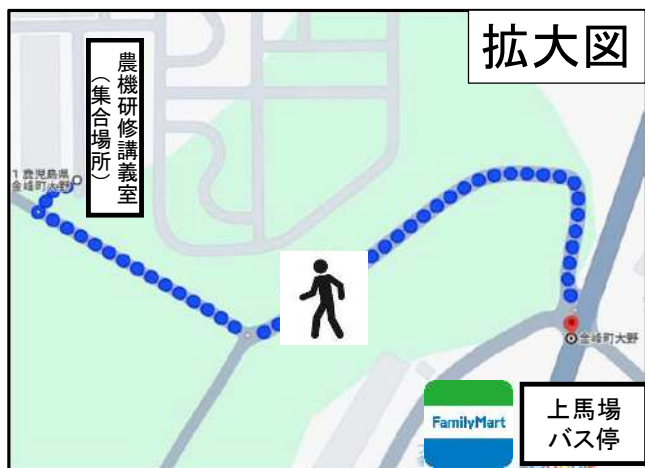 拡大図
農機研修講義室
（集合場所）
1 鹿児島県
金峰町大野
金峰町大野
FamilyMart
上馬場
バス停